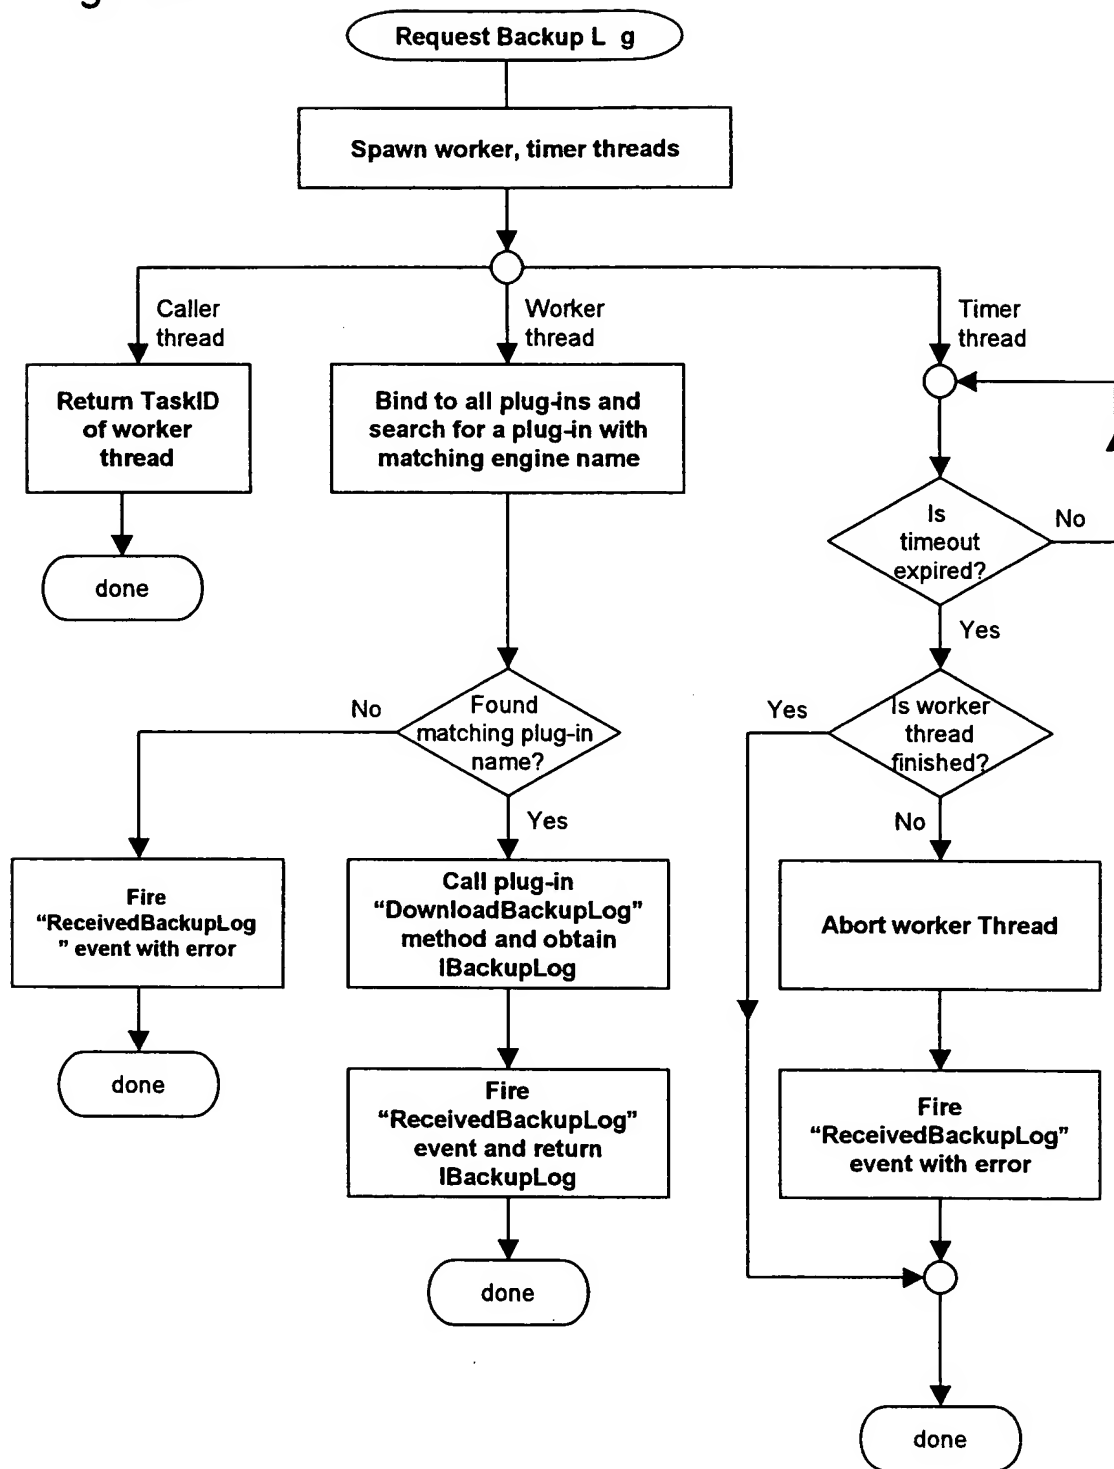 Request Backup L g
Spawn worker, timer threads
Caller
thread
Worker
thread
Timer
thread
Return TaskID
of worker
thread
Bind to all plug-ins and
search for a plug-in with
matching engine name
Is
timeout
expired?
No
done
Yes
No
Found
matching plug-in
name?
Yes
Is worker
thread
finished?
Yes
No
Fire
“ReceivedBackupLog
” event with error
Call plug-in
“DownloadBackupLog”
method and obtain
IBackupLog
Abort worker Thread
done
Fire
“ReceivedBackupLog”
event and return
IBackupLog
Fire
“ReceivedBackupLog”
event with error
done
done